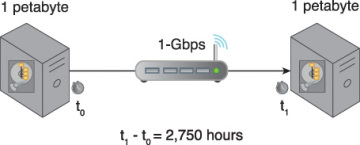 1 petabyte
1 petabyte
1-Gbps
t₀
t₁
t₁ - t₀ = 2,750 hours